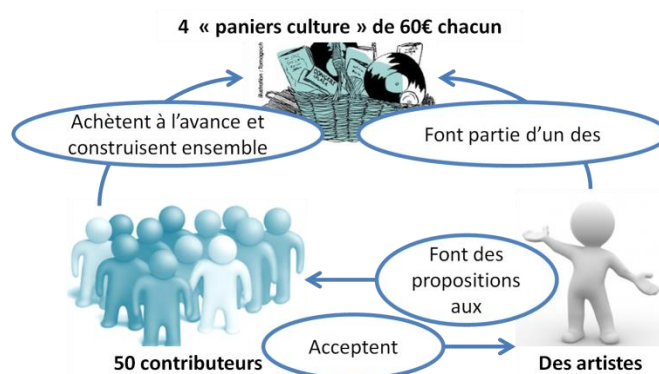 4 « paniers culture » de 60€ chacun
Achètent à l’avance et
construisent ensemble
Font partie d’un des
Font des
propositions
aux
Acceptent
50 contributeurs
Des artistes